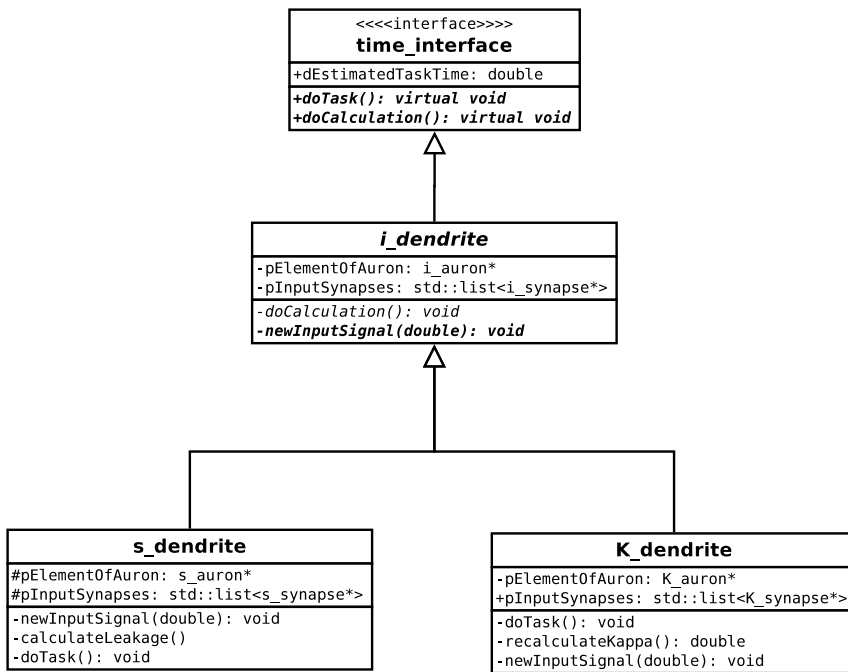 <<<<interface>>>>
time_interface
+dEstimatedTaskTime: double
+doTask(): virtual void
+doCalculation(): virtual void
i_dendrite
-pElementOfAuron: i_auron*
-pInputSynapses: std::list<i_synapse*>
-doCalculation(): void
-newInputSignal(double): void
s_dendrite
#pElementOfAuron: s_auron*
#pInputSynapses: std::list<s_synapse*>
-newInputSignal(double): void
-calculateLeakage()
-doTask(): void
K_dendrite
-pElementOfAuron: K_auron*
+pInputSynapses: std::list<K_synapse*>
-doTask(): void
-recalculateKappa(): double
-newInputSignal(double): void